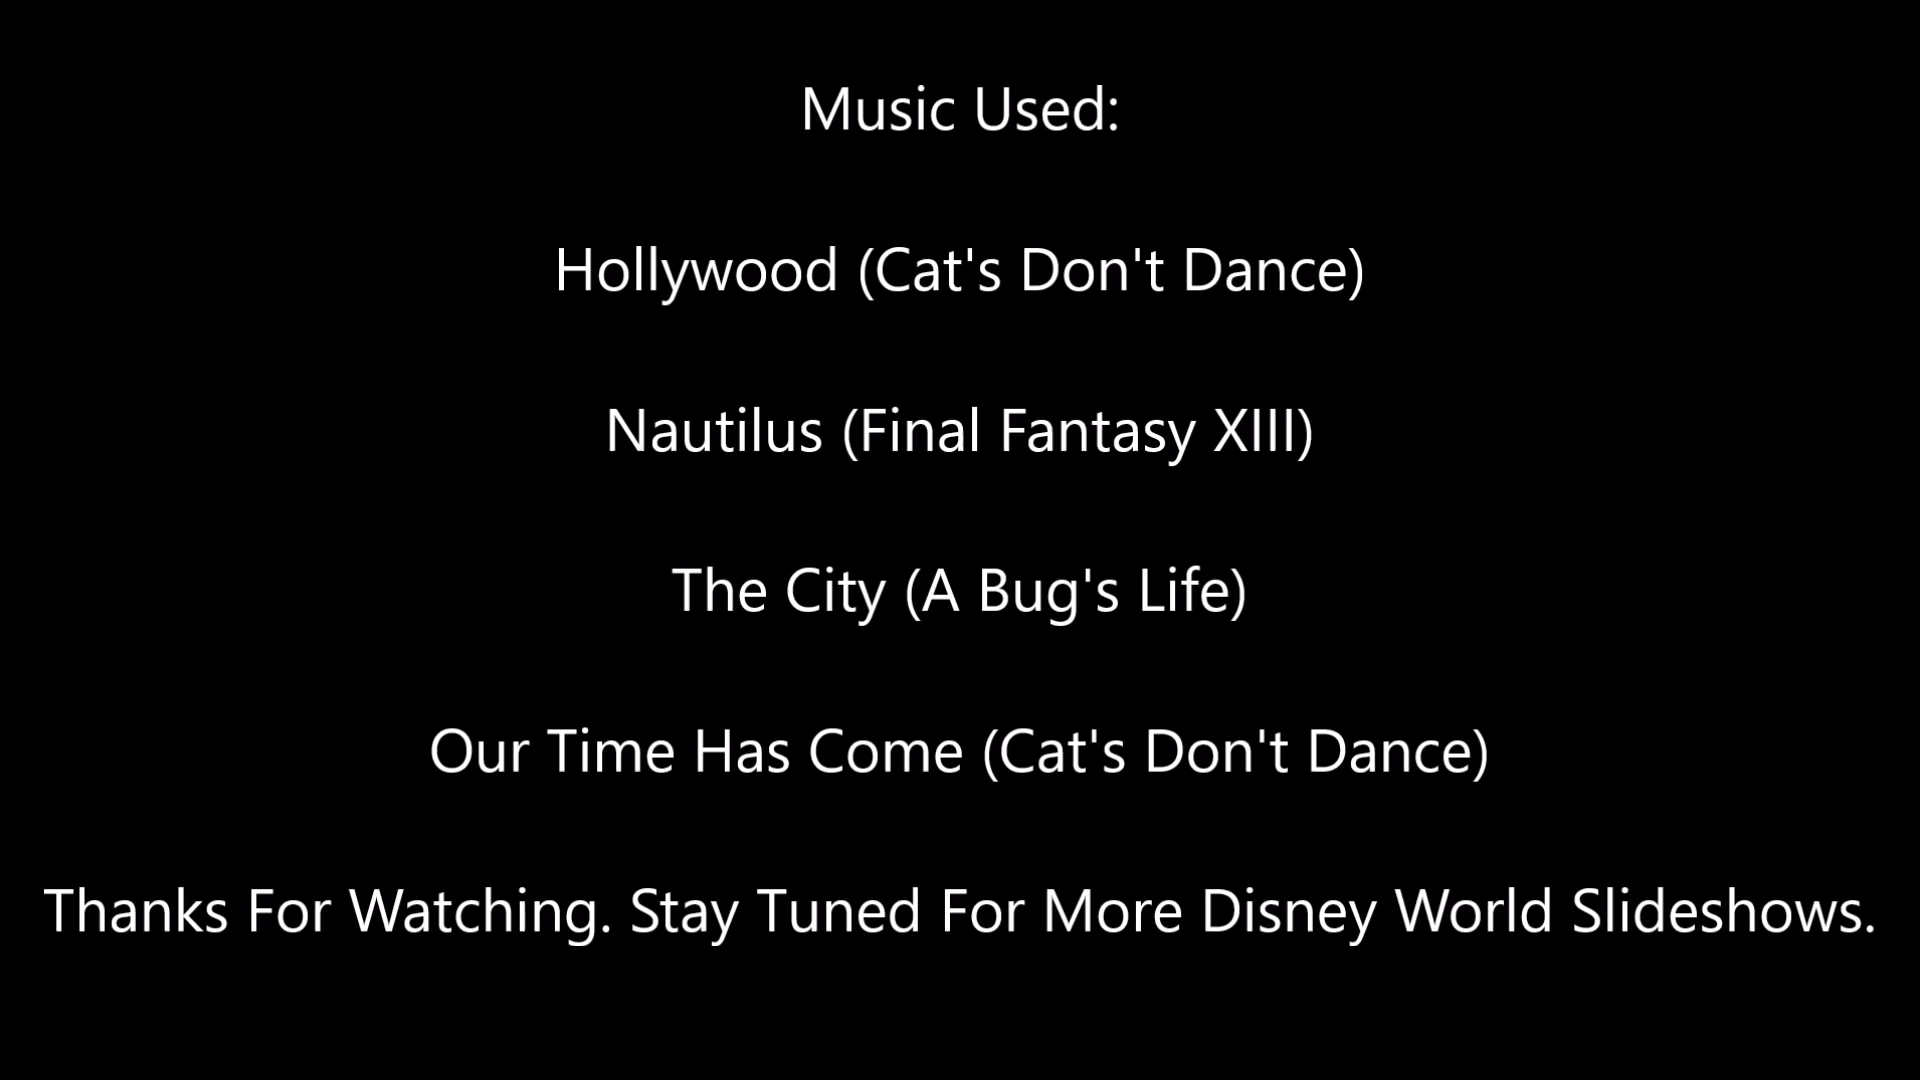 Music Used:
Hollywood (Cat's Don't Dance)
Nautilus (Final Fantasy XIII)
The City (A Bug's Life)
Our Time Has Come (Cat's Don't Dance)
Thanks For Watching. Stay Tuned For More Disney World Slideshows.